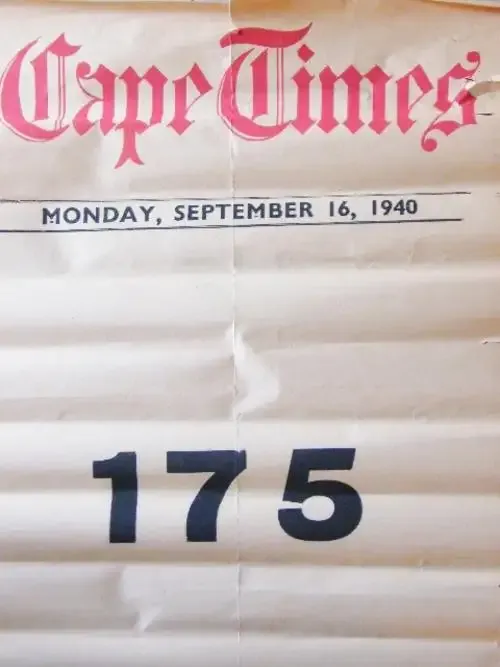 Cape Times
MONDAY, SEPTEMBER 16, 1940
175